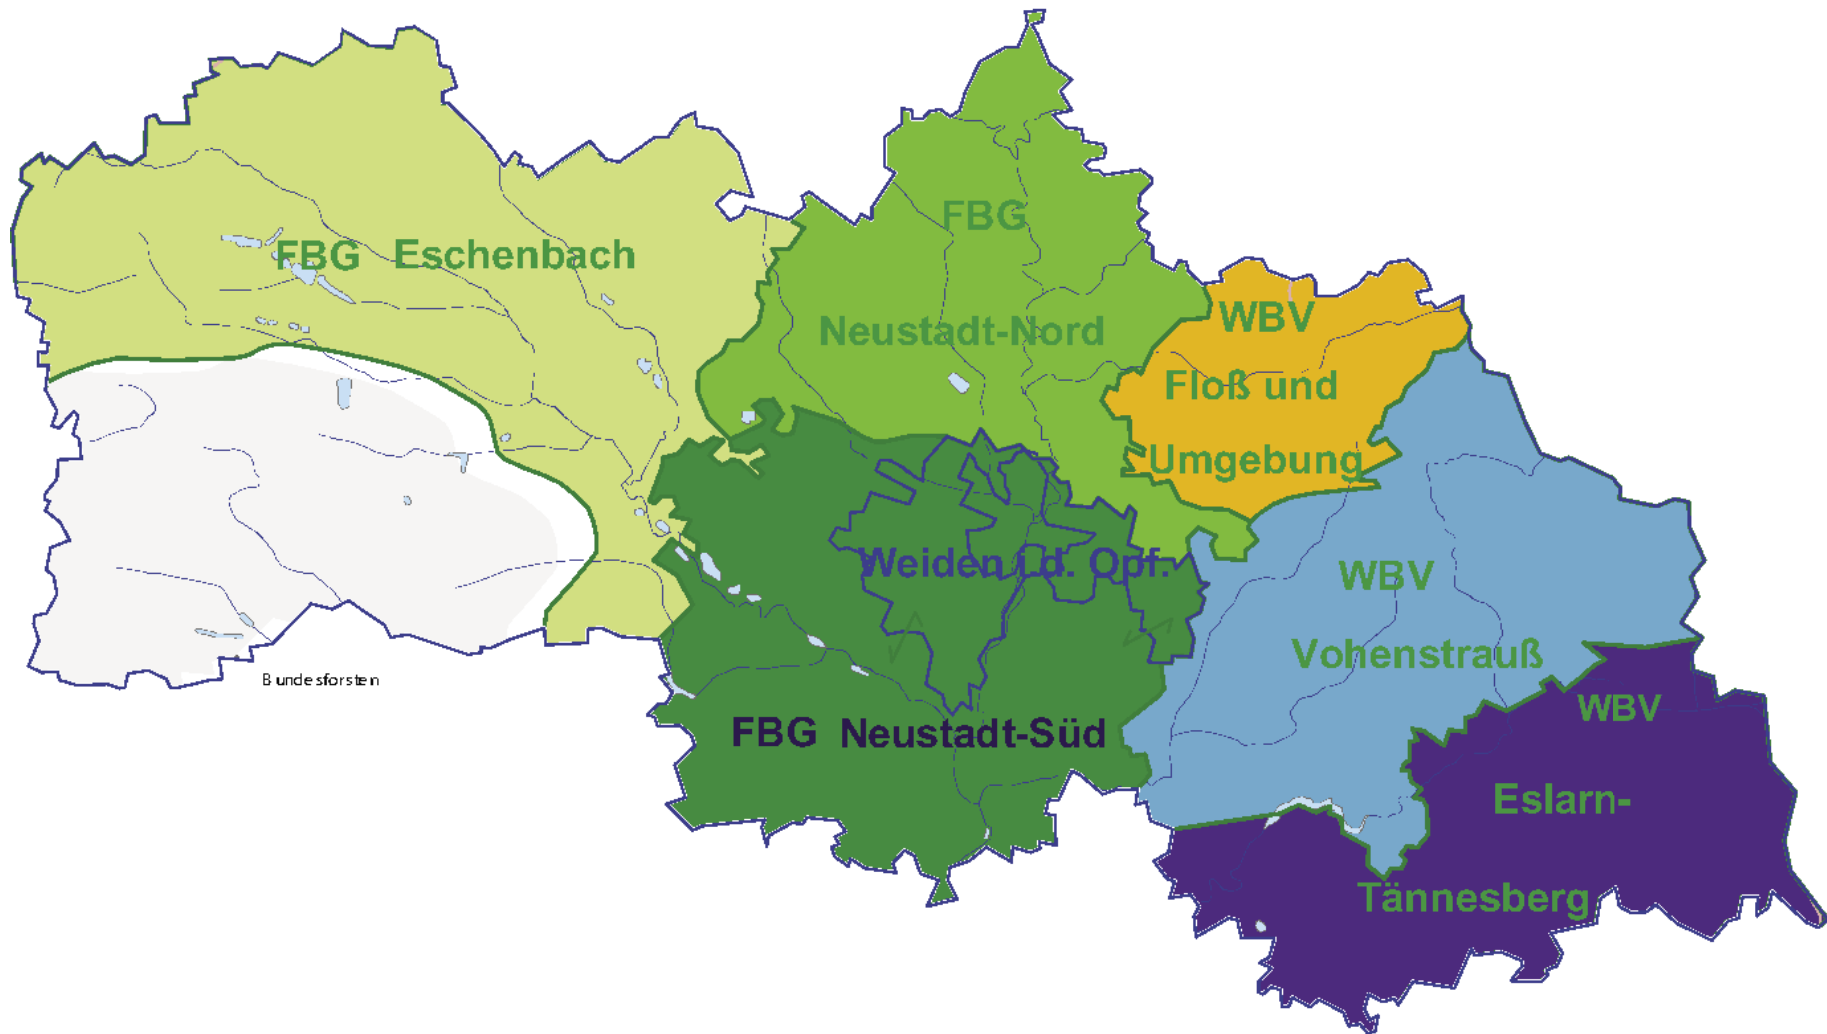 FBG Eschenbach
FBG
Neustadt-Nord
WBV
Floß und
Umgebung
Weiden i.d. Opf.
WBV
Vohenstrauß
Bundesforsten
FBG Neustadt-Süd
WBV
Eslarn-
Tännesberg